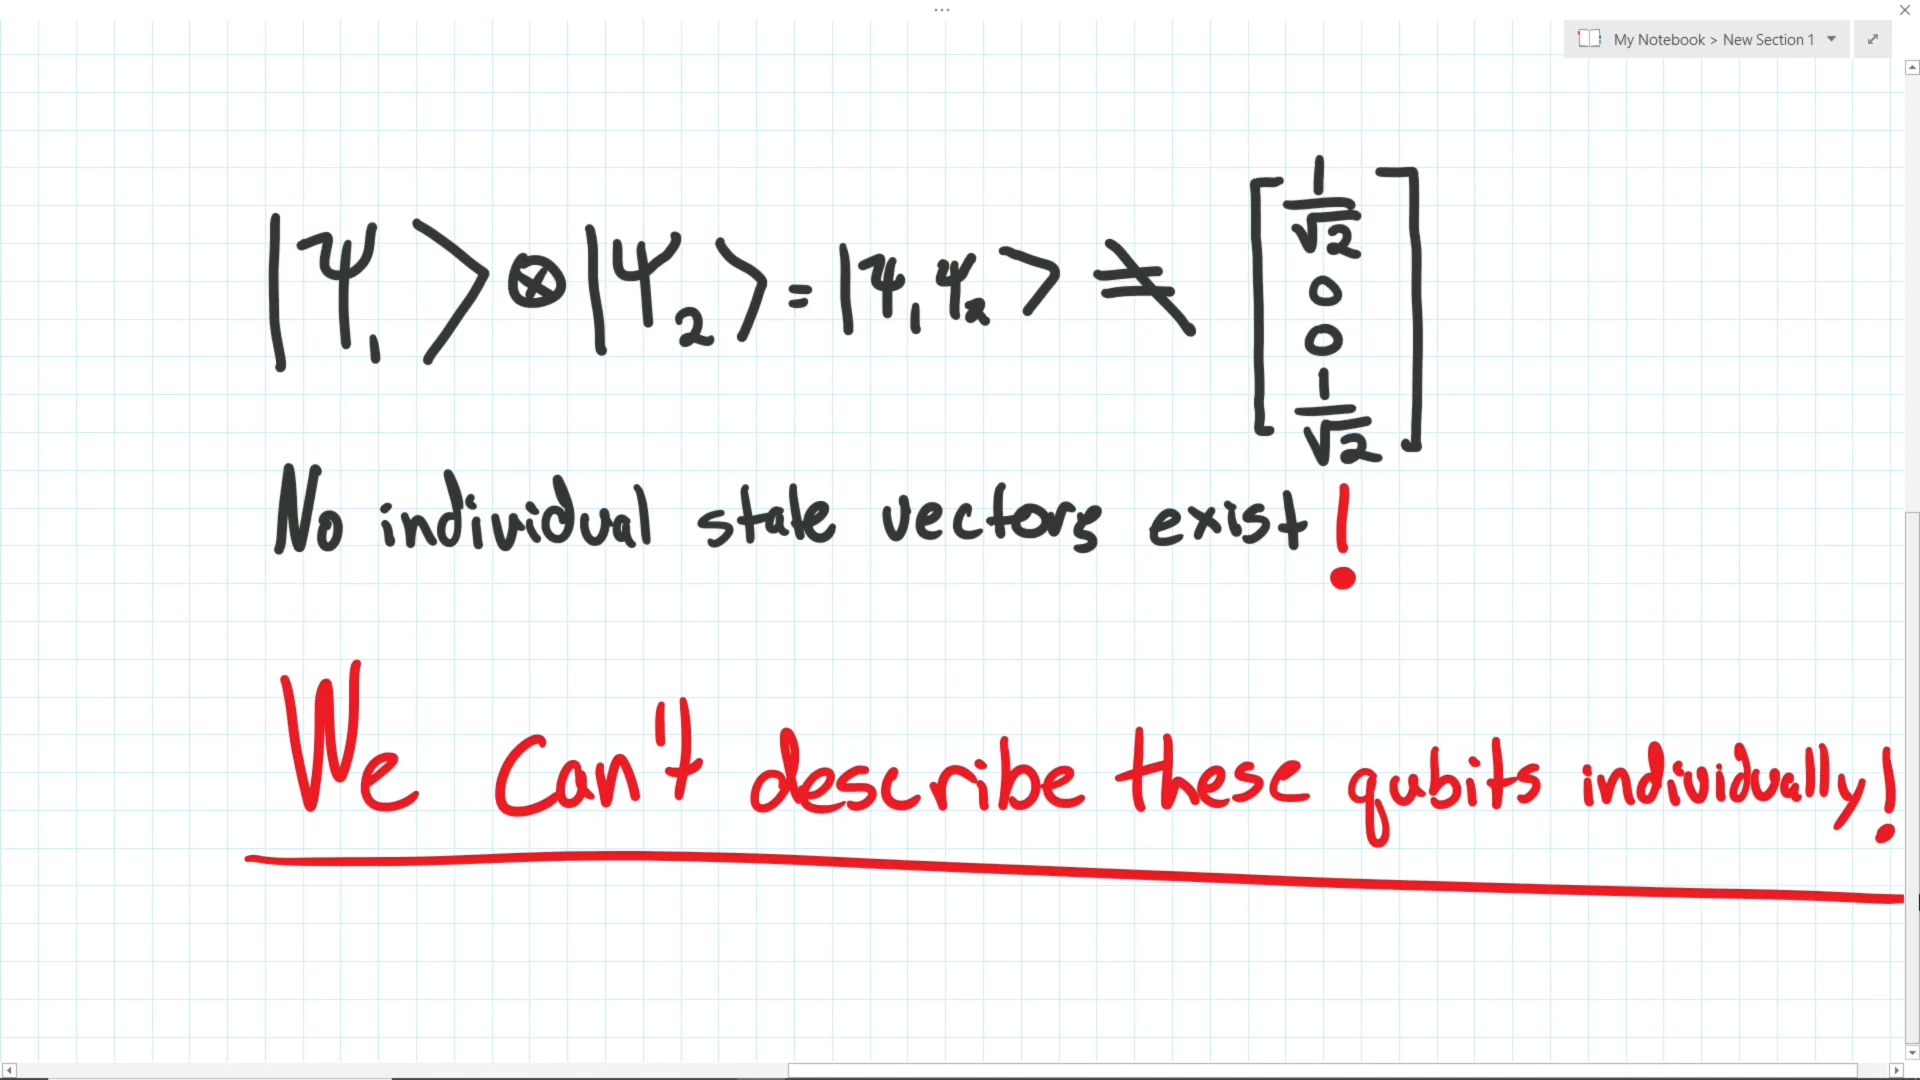 ...
My Notebook > New Section 1
|Ψ₁⟩ ⊗ |Ψ₂⟩ = |Ψ₁Ψ₂⟩ ≠ [1/√2 0 0 1/√2]
No individual state vectors exist!
We Can't describe these qubits individually!